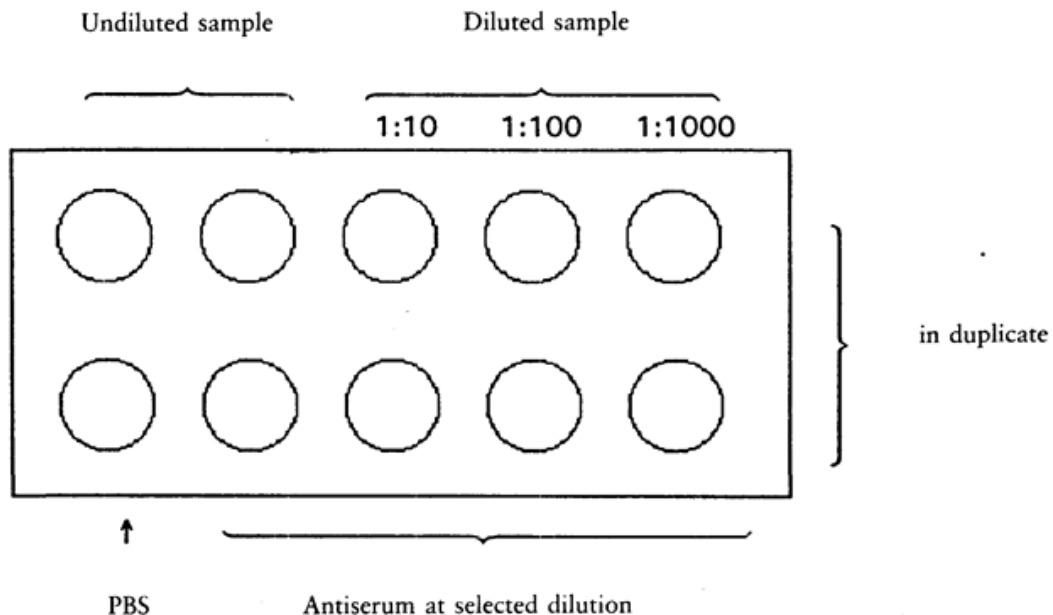 Undiluted sample
Diluted sample
1:10 1:100 1:1000
in duplicate
PBS
Antiserum at selected dilution